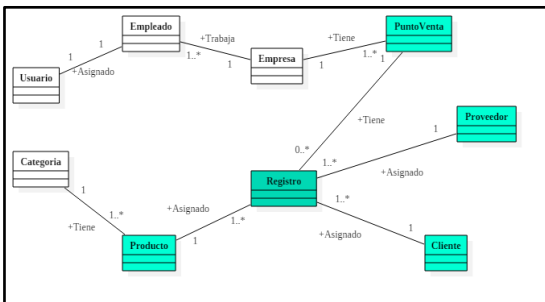 Empleado
PuntoVenta
+Trabaja
+Tiene
1
1
Empresa
1..*
1
1
1..*
1
Usuario
+Asignado
Proveedor
+Tiene
1
Categoria
0..*
1..*
Registro
+Asignado
1
1..*
+Asignado
1..*
1..*
+Tiene
1
+Asignado
1
Producto
Cliente